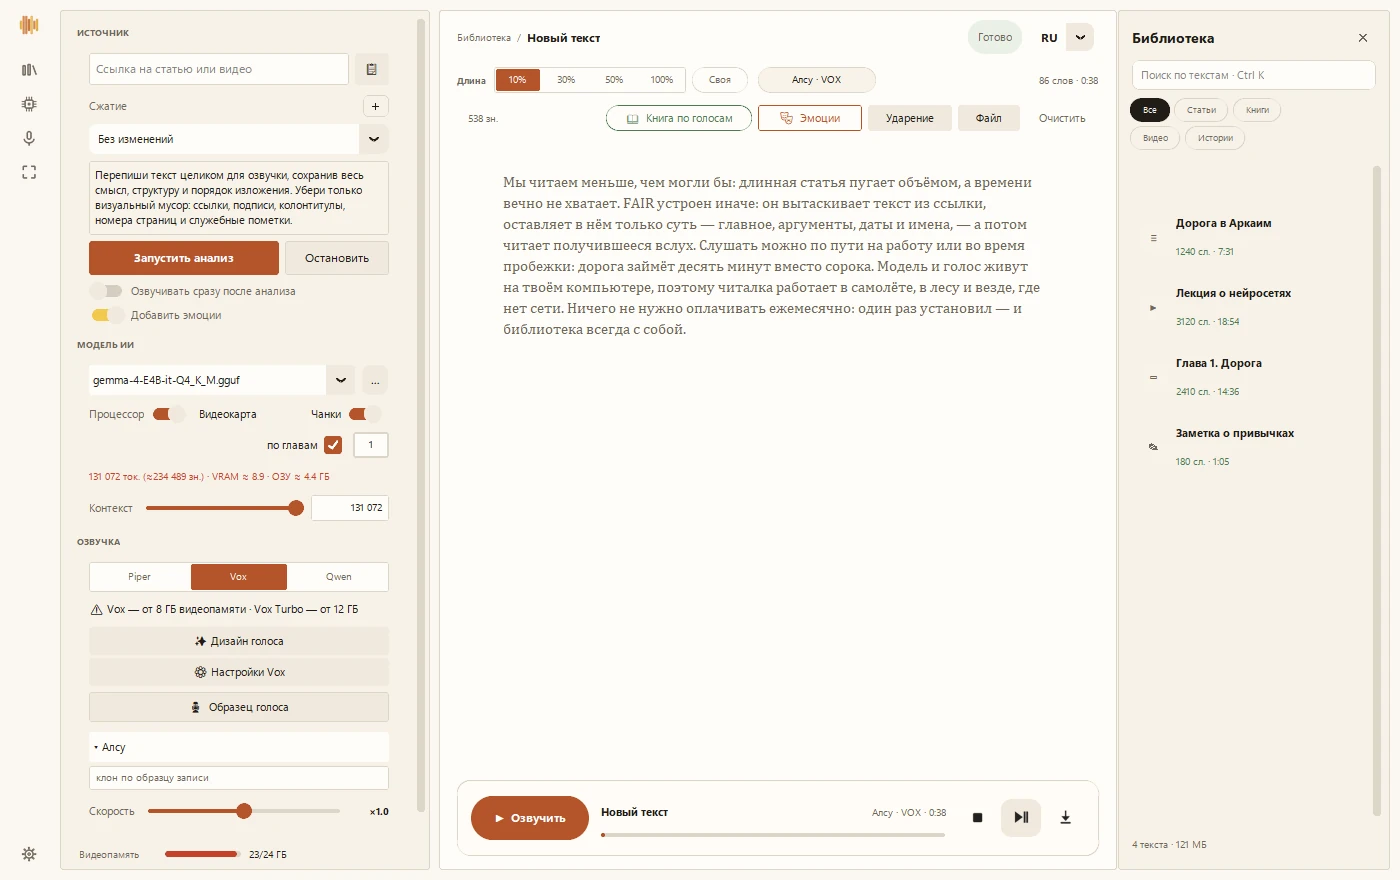 ИСТОЧНИК
Ссылка на статью или видео
Сжатие
+
Без изменений
Перепиши текст целиком для озвучки, сохранив весь
смысл, структуру и порядок изложения. Убери только
визуальный мусор: ссылки, подписи, колонтитулы,
номера страниц и служебные пометки.
Запустить анализ
Остановить
Озвучивать сразу после анализа
Добавить эмоции
МОДЕЛЬ ИИ
gemma-4-E4B-it-Q4_K_M.gguf
...
Процессор
Видеокарта
Чанки
по главам
1
131 072 ток. (≈234 489 зн.) · VRAM ≈ 8.9 · ОЗУ ≈ 4.4 ГБ
Контекст
131 072
ОЗВУЧКА
Piper
Vox
Qwen
Vox — от 8 ГБ видеопамяти · Vox Turbo — от 12 ГБ
Дизайн голоса
Настройки Vox
Образец голоса
Алсу
клон по образцу записи
Скорость
×1.0
Видеопамять
23/24 ГБ
Библиотека / Новый текст
Готово
RU
Длина
10%
30%
50%
100%
Своя
Алсу · VOX
86 слов · 0:38
538 зн.
Книга по голосам
Эмоции
Ударение
Файл
Очистить
Мы читаем меньше, чем могли бы: длинная статья пугает объёмом, а времени
вечно не хватает. FAIR устроен иначе: он вытаскивает текст из ссылки,
оставляет в нём только суть — главное, аргументы, даты и имена, — а потом
читает получившееся вслух. Слушать можно по пути на работу или во время
пробежки: дорога займёт десять минут вместо сорока. Модель и голос живут
на твоём компьютере, поэтому читалка работает в самолёте, в лесу и везде, где
нет сети. Ничего не нужно оплачивать ежемесячно: один раз установил — и
библиотека всегда с собой.
Озвучить
Новый текст
Алсу · VOX · 0:38
Библиотека
Поиск по текстам · Ctrl K
Все
Статьи
Книги
Видео
Истории
Дорога в Аркаим
1240 сл. · 7:31
Лекция о нейросетях
3120 сл. · 18:54
Глава 1. Дорога
2410 сл. · 14:36
Заметка о привычках
180 сл. · 1:05
4 текста · 121 МБ